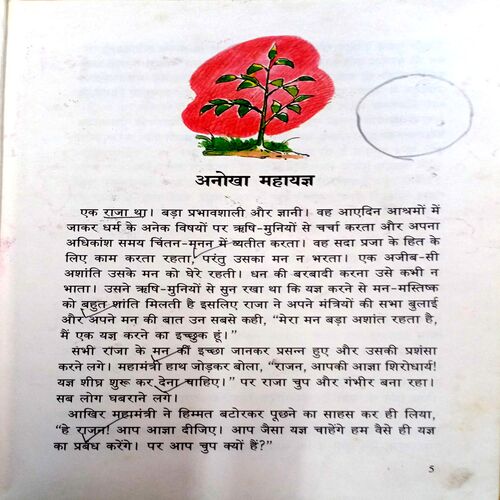 अनोखा महायज्ञ
एक राजा था। बड़ा प्रभावशाली और ज्ञानी। वह आएदिन आश्रमों में
जाकर धर्म के अनेक विषयों पर ऋषि-मुनियों से चर्चा करता और अपना
अधिकांश समय चिंतन-मनन में व्यतीत करता। वह सदा प्रजा के हित के
लिए काम करता रहता, परंतु उसका मन न भरता। एक अजीब-सी
अशांति उसके मन को घेरे रहती। धन की बरबादी करना उसे कभी न
भाता। उसने ऋषि-मुनियों से सुन रखा था कि यज्ञ करने से मन-मस्तिष्क
को बहुत शांति मिलती है इसलिए राजा ने अपने मंत्रियों की सभा बुलाई
और अपने मन की बात उन सबसे कही, "मेरा मन बड़ा अशांत रहता है,
मैं एक यज्ञ करने का इच्छुक हूं।"
सभी राजा के मन की इच्छा जानकर प्रसन्न हुए और उसकी प्रशंसा
करने लगे। महामंत्री हाथ जोड़कर बोला, "राजन, आपकी आज्ञा शिरोधार्य!
यज्ञ शीघ्र शुरू कर देना चाहिए।" पर राजा चुप और गंभीर बना रहा।
सब लोग घबराने लगे।
आखिर महामंत्री ने हिम्मत बटोरकर पूछने का साहस कर ही लिया,
"हे राजन! आप आज्ञा दीजिए। आप जैसा यज्ञ चाहेंगे हम वैसे ही यज्ञ
का प्रबंध करेंगे। पर आप चुप क्यों हैं?"
5